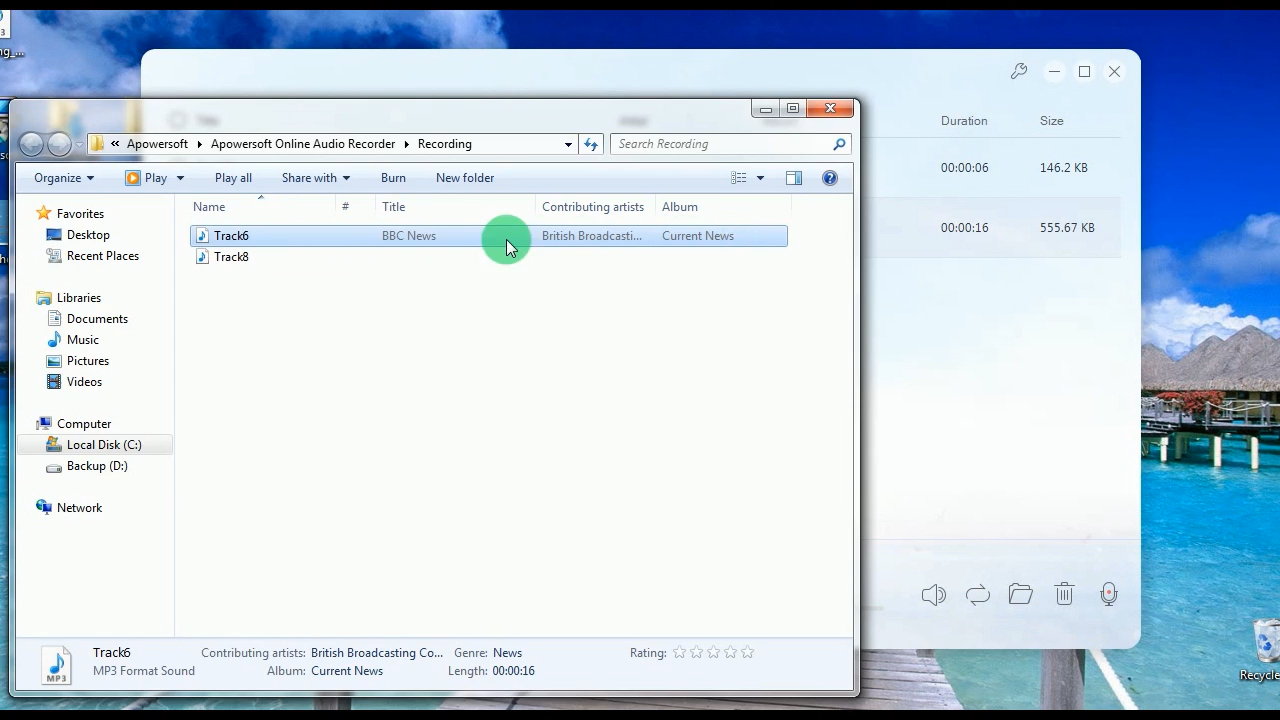 Duration Size
« Apowersoft Apowersoft Online Audio Recorder Recording Search Recording
Organize Play Play all Share with Burn New folder
Name # Title Contributing artists Album
00:00:06 146.2 KB
Favorites
Desktop
Recent Places
Track6 BBC News British Broadcasti... Current News
Track8
00:00:16 555.67 KB
Libraries
Documents
Music
Pictures
Videos
Computer
Local Disk (C:)
Backup (D:)
Network
Track6 Contributing artists: British Broadcasting Co... Genre: News Rating:
MP3 Format Sound Album: Current News Length: 00:00:16
MP3